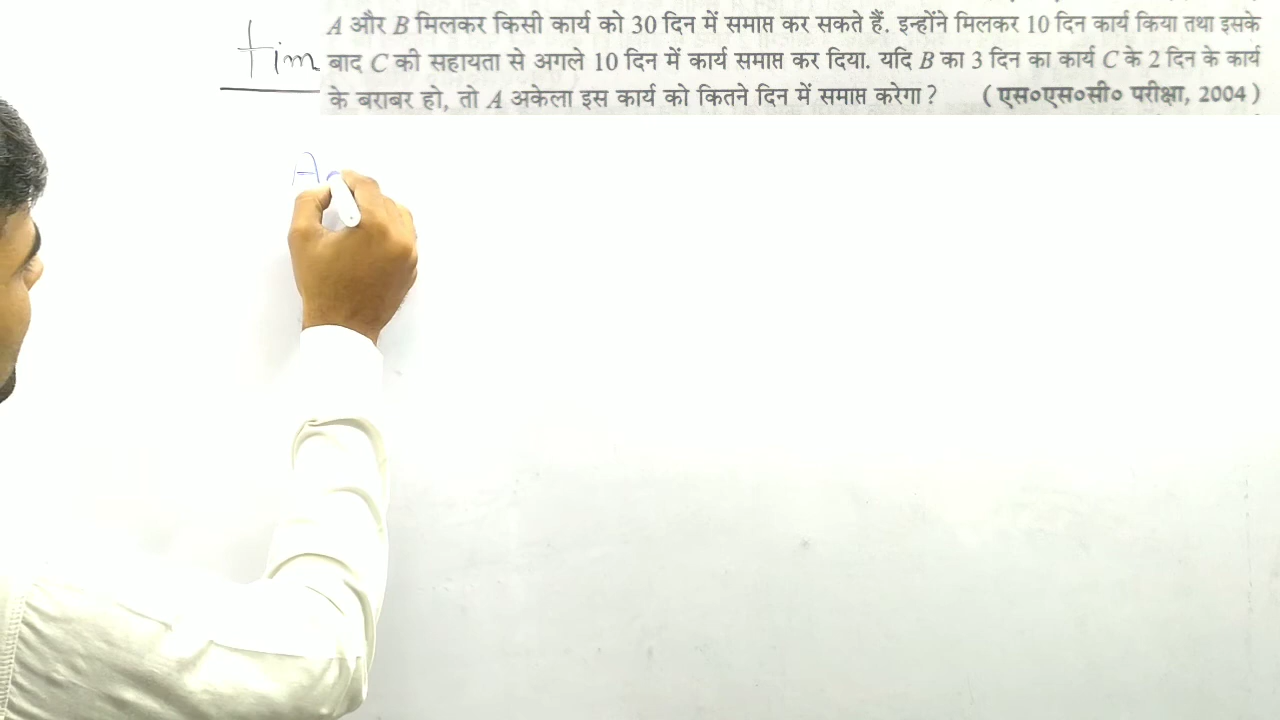 A और B मिलकर किसी कार्य को 30 दिन में समाप्त कर सकते हैं. इन्होंने मिलकर 10 दिन कार्य किया तथा इसके
बाद C की सहायता से अगले 10 दिन में कार्य समाप्त कर दिया. यदि B का 3 दिन का कार्य C के 2 दिन के कार्य
के बराबर हो, तो A अकेला इस कार्य को कितने दिन में समाप्त करेगा? (एस०एस०सी० परीक्षा, 2004)
Tim
A